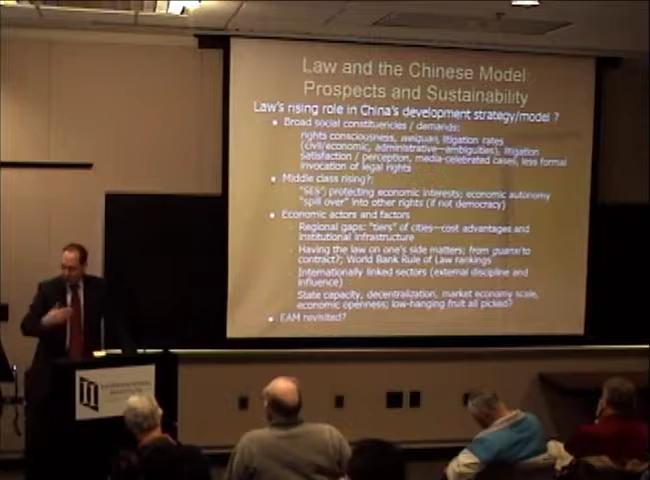 Law and the Chinese Model:
Prospects and Sustainability
Law's rising role in China's development strategy/model ?
• Broad social constituencies / demands:
rights consciousness, weiquan, litigation rates
(civil/economic, administrative—ambiguities), litigation
satisfaction / perception, media-celebrated cases, less formal
invocation of legal rights
• Middle class rising?:
"SES"; protecting economic interests; economic autonomy
"spill over" into other rights (if not democracy)
• Economic actors and factors
Regional gaps: "tiers" of cities—cost advantages and
institutional infrastructure
Having the law on one's side matters; from guanxi to
contract?; World Bank Rule of Law rankings
Internationally linked sectors (external discipline and
influence)
State capacity, decentralization, market economy scale,
economic openness; low-hanging fruit all picked?
• EAM revisited?